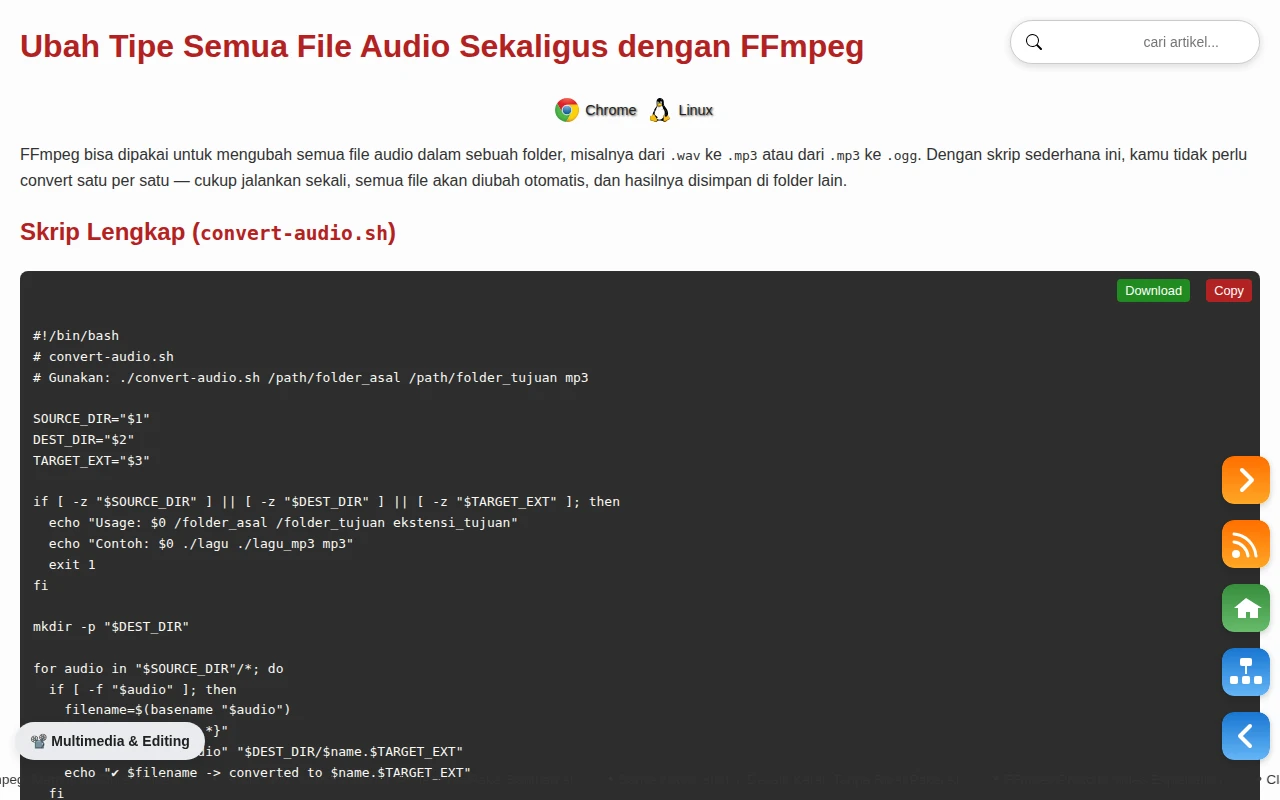 Ubah Tipe Semua File Audio Sekaligus dengan FFmpeg
cari artikel...
Chrome Linux
FFmpeg bisa dipakai untuk mengubah semua file audio dalam sebuah folder, misalnya dari .wav ke .mp3 atau dari .mp3 ke .ogg. Dengan skrip sederhana ini, kamu tidak perlu
convert satu per satu — cukup jalankan sekali, semua file akan diubah otomatis, dan hasilnya disimpan di folder lain.
Skrip Lengkap (convert-audio.sh)
Download Copy
#!/bin/bash
# convert-audio.sh
# Gunakan: ./convert-audio.sh /path/folder_asal /path/folder_tujuan mp3
SOURCE_DIR="$1"
DEST_DIR="$2"
TARGET_EXT="$3"
if [ -z "$SOURCE_DIR" ] || [ -z "$DEST_DIR" ] || [ -z "$TARGET_EXT" ]; then
  echo "Usage: $0 /folder_asal /folder_tujuan ekstensi_tujuan"
  echo "Contoh: $0 ./lagu ./lagu_mp3 mp3"
  exit 1
fi
mkdir -p "$DEST_DIR"
for audio in "$SOURCE_DIR"/*; do
  if [ -f "$audio" ]; then
    filename=$(basename "$audio")
*}"
📽️ Multimedia & Editing
dio" "$DEST_DIR/$name.$TARGET_EXT"
    echo "✔ $filename -> converted to $name.$TARGET_EXT"
  fi